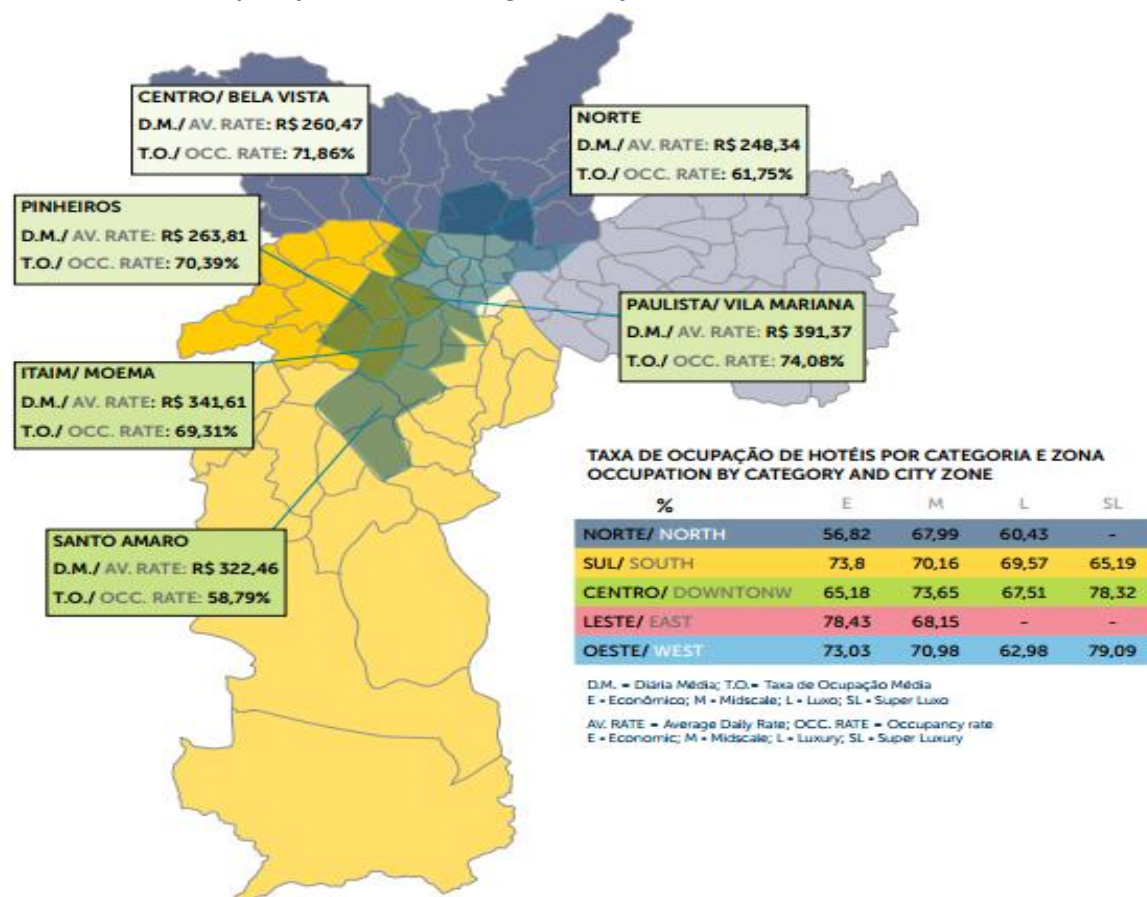 CENTRO/ BELA VISTA
D.M./ AV. RATE: R$ 260,47
T.O./ OCC. RATE: 71,86%
NORTE
D.M./ AV. RATE: R$ 248,34
T.O./ OCC. RATE: 61,75%
PINHEIROS
D.M./ AV. RATE: R$ 263,81
T.O./ OCC. RATE: 70,39%
PAULISTA/ VILA MARIANA
D.M./ AV. RATE: R$ 391,37
T.O./ OCC. RATE: 74,08%
ITAIM/ MOEMA
D.M./ AV. RATE: R$ 341,61
T.O./ OCC. RATE: 69,31%
SANTO AMARO
D.M./ AV. RATE: R$ 322,46
T.O./ OCC. RATE: 58,79%
TAXA DE OCUPAÇÃO DE HOTÉIS POR CATEGORIA E ZONA
OCCUPATION BY CATEGORY AND CITY ZONE
% E M L SL
NORTE/ NORTH 56,82 67,99 60,43 -
SUL/ SOUTH 73,8 70,16 69,57 65,19
CENTRO/ DOWNTONW 65,18 73,65 67,51 78,32
LESTE/ EAST 78,43 68,15 - -
OESTE/ WEST 73,03 70,98 62,98 79,09
D.M. = Diária Média; T.O.= Taxa de Ocupação Média
E - Econômico; M - Midscale; L - Luxo; SL - Super Luxo
AV. RATE = Average Daily Rate; OCC. RATE = Occupancy rate
E - Economic; M - Midscale; L - Luxury; SL - Super Luxury